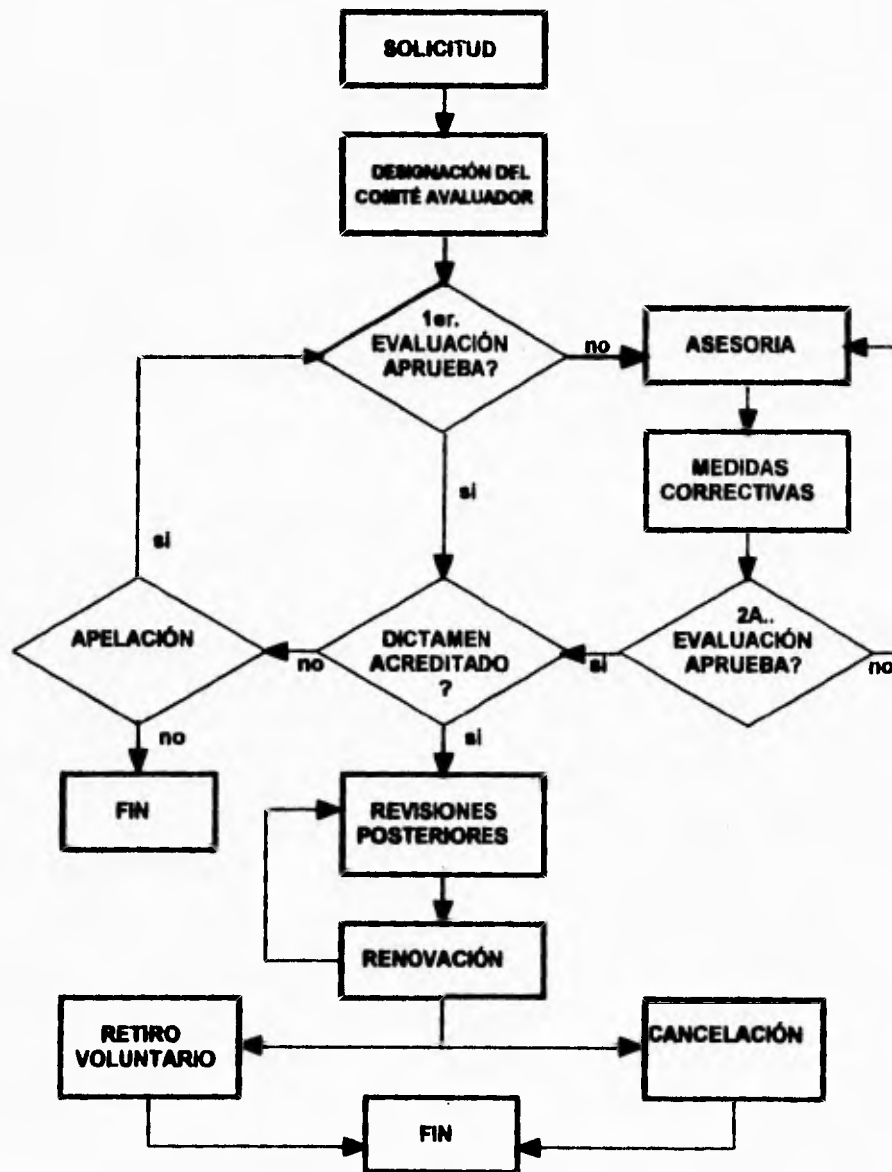 SOLICITUD
DESIGNACIÓN DEL
COMITÉ AVALUADOR
1er.
EVALUACIÓN
APRUEBA?
no
ASESORIA
MEDIDAS
CORRECTIVAS
si
si
APELACIÓN
no
DICTAMEN
ACREDITADO
?
si
2A..
EVALUACIÓN
APRUEBA?
no
no
si
FIN
REVISIONES
POSTERIORES
RENOVACIÓN
RETIRO
VOLUNTARIO
CANCELACIÓN
FIN